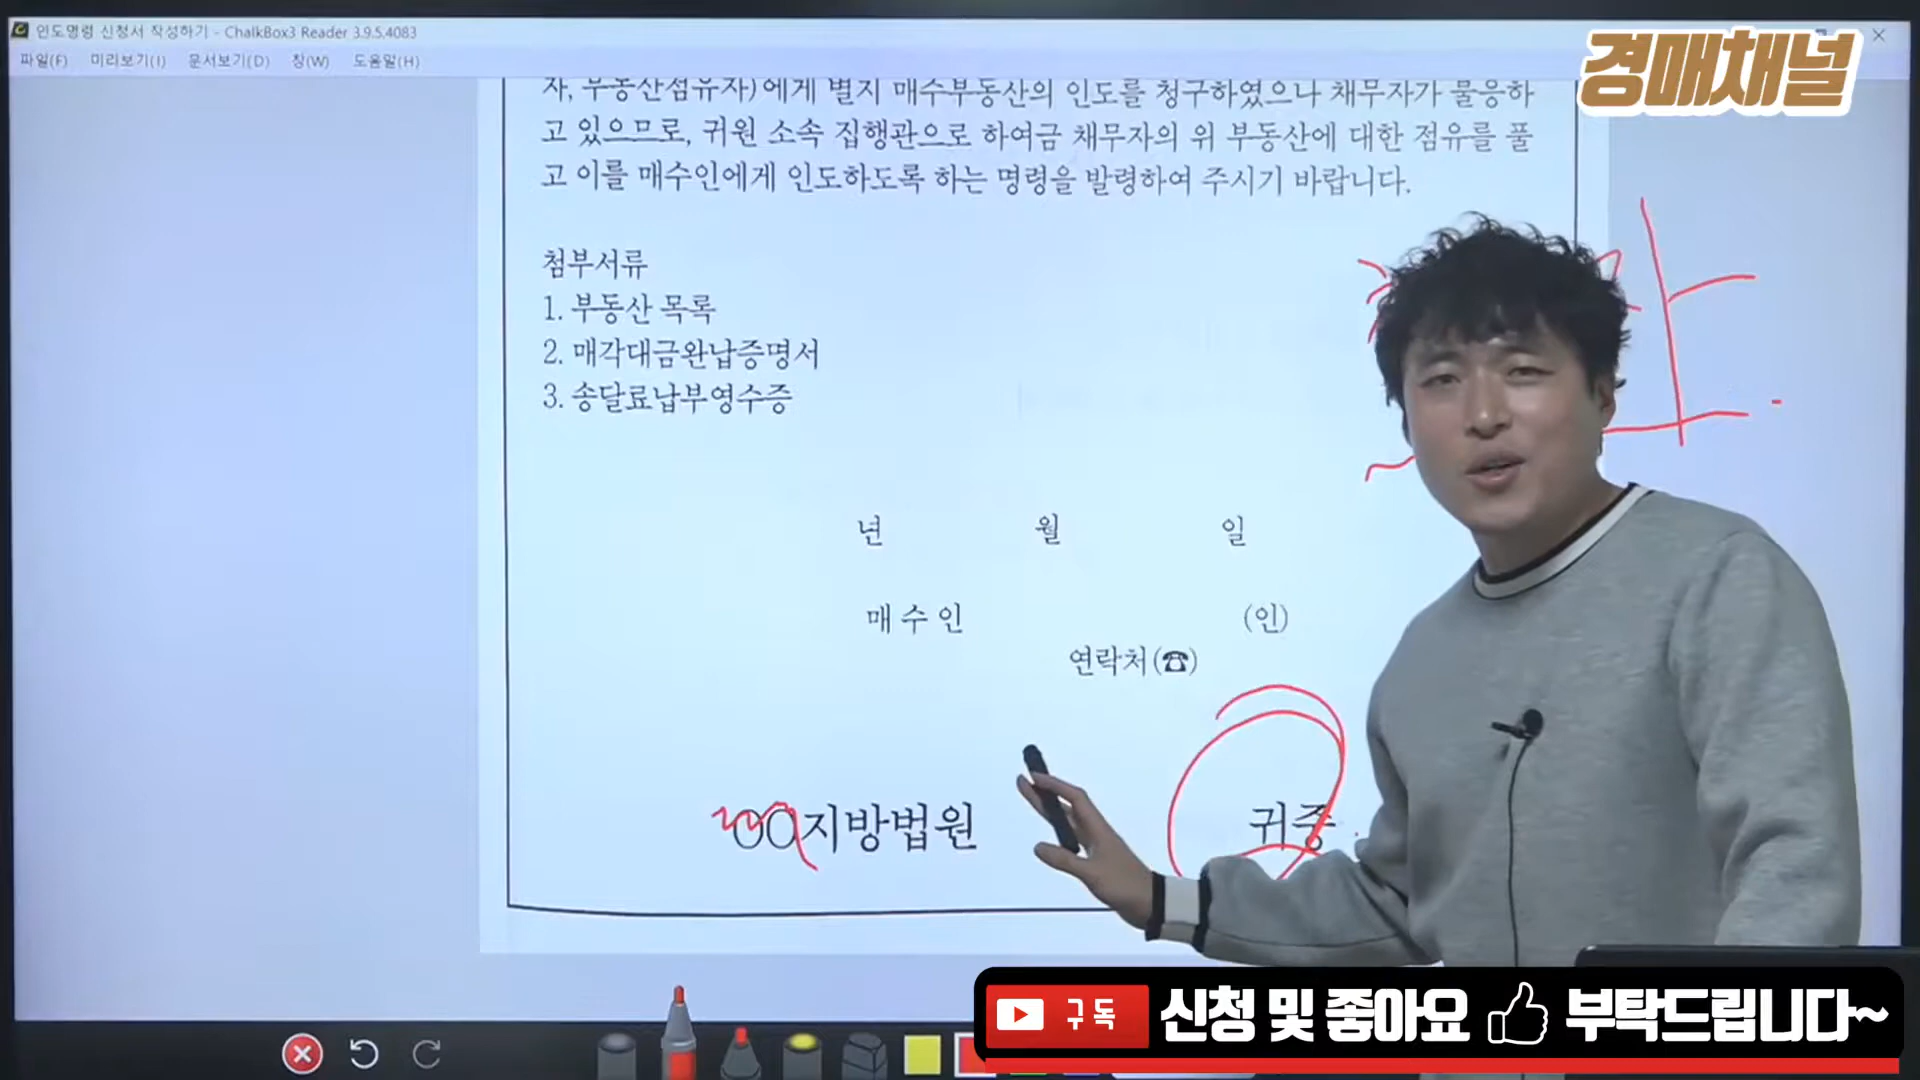 인도명령 신청서 작성하기 - ChalkBox3 Reader 3.9.5.4083
파일(F) 미리보기(I) 문서보기(D) 창(W) 도움말(H)
경매채널
자, 부동산점유자)에게 별지 매수부동산의 인도를 청구하였으나 채무자가 불응하
고 있으므로, 귀원 소속 집행관으로 하여금 채무자의 위 부동산에 대한 점유를 풀
고 이를 매수인에게 인도하도록 하는 명령을 발령하여 주시기 바랍니다.
첨부서류
1. 부동산 목록
2. 매각대금완납증명서
3. 송달료납부영수증
년 월 일
매 수 인 (인)
연락처(☎)
○○지방법원 귀중
구독 신청 및 좋아요 부탁드립니다~